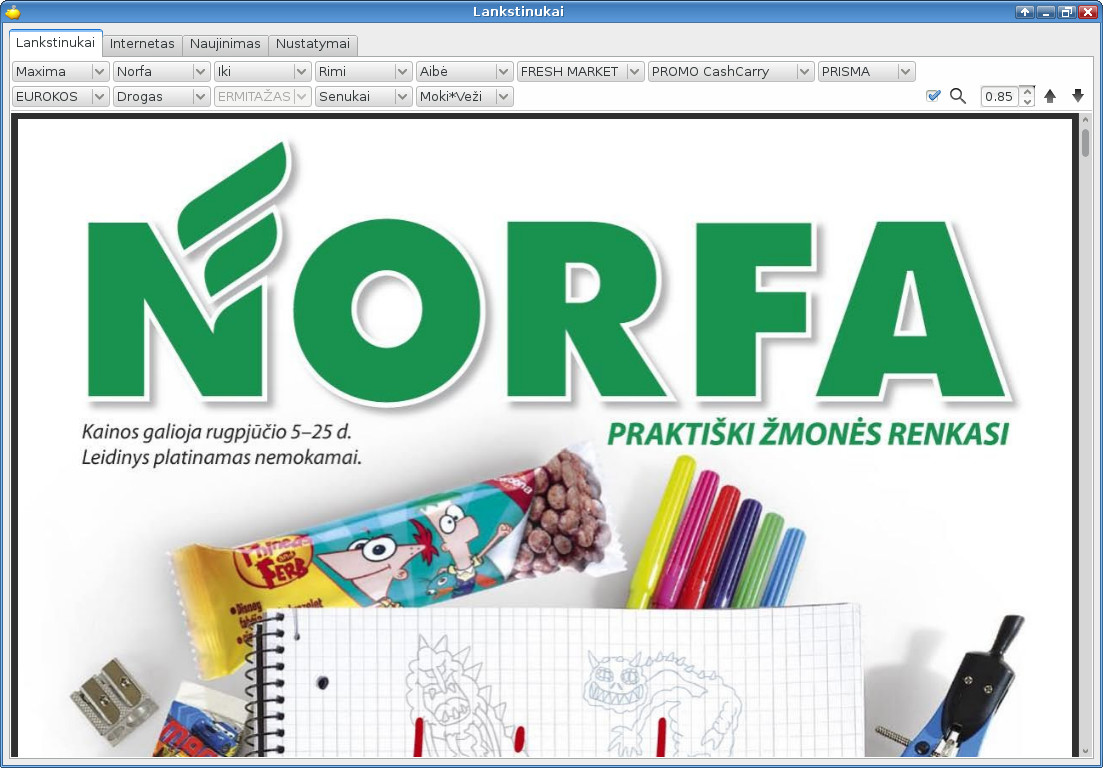 Lankstinukai
Lankstinukai Internetas Naujinimas Nustatymai
Maxima Norfa Iki Rimi Aibė FRESH MARKET PROMO CashCarry PRISMA
EUROKOS Drogas ERMITAŽAS Senukai Moki*Veži 0.85
NORFA
Kainos galioja rugpjūčio 5–25 d.
Leidinys platinamas nemokamai.
PRAKTIŠKI ŽMONĖS RENKASI
Phineas
and
FERB
Disney